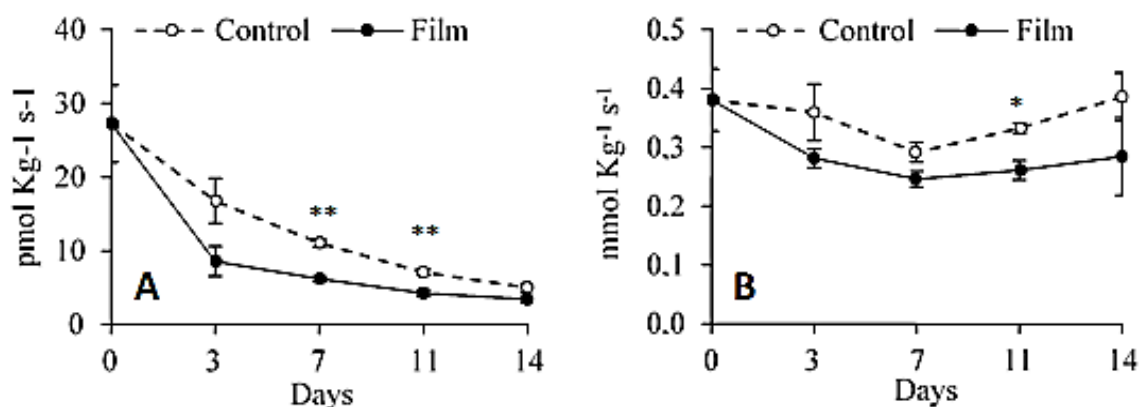 40
Control
Film
30
20
10
0
pmol Kg-1 s-1
**
**
A
0 3 7 11 14
Days
0.5
Control
Film
0.4
0.3
0.2
0.1
0.0
mmol Kg⁻¹ s⁻¹
*
B
0 3 7 11 14
Days